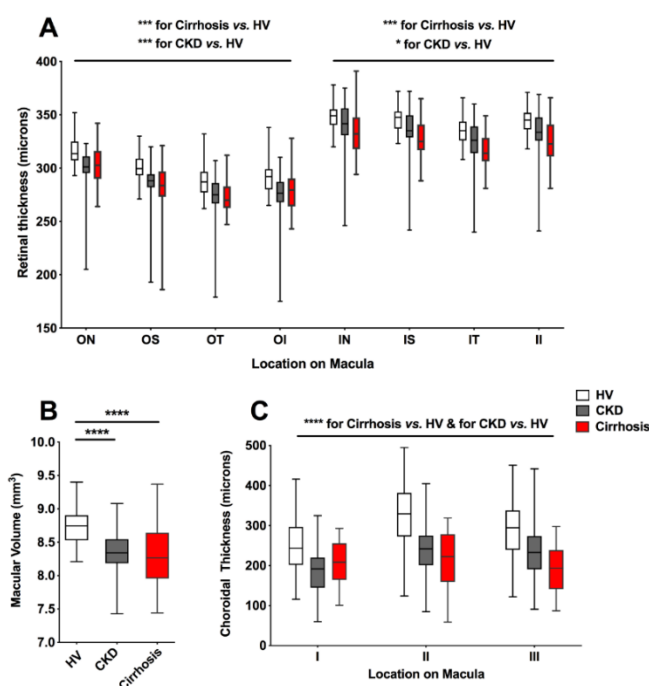 A
*** for Cirrhosis vs. HV
*** for CKD vs. HV
*** for Cirrhosis vs. HV
* for CKD vs. HV
Retinal thickness (microns)
400
350
300
250
200
150
ON OS OT OI IN IS IT II
Location on Macula
HV
CKD
Cirrhosis
B
****
****
Macular Volume (mm³)
10.0
9.5
9.0
8.5
8.0
7.5
7.0
HV CKD Cirrhosis
C
**** for Cirrhosis vs. HV & for CKD vs. HV
Choroidal Thickness (microns)
500
400
300
200
100
0
I II III
Location on Macula